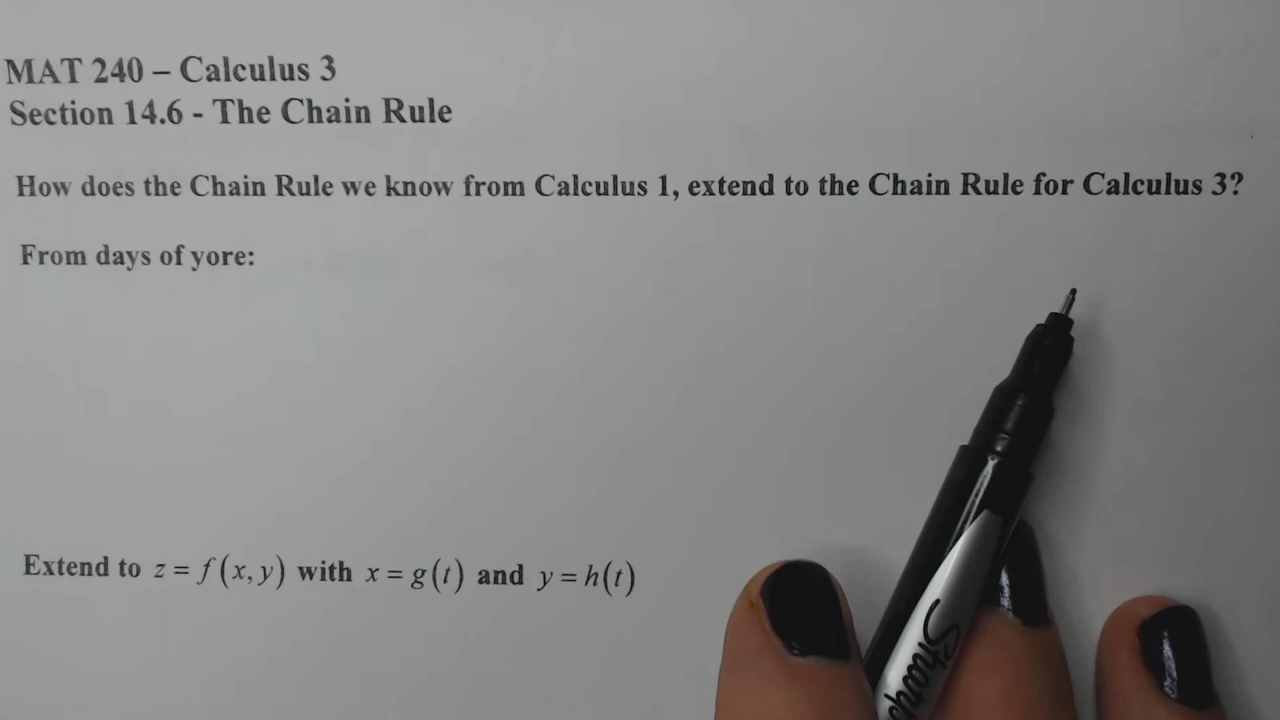 MAT 240 – Calculus 3
Section 14.6 - The Chain Rule
How does the Chain Rule we know from Calculus 1, extend to the Chain Rule for Calculus 3?
From days of yore:
Extend to z = f(x, y) with x = g(t) and y = h(t)